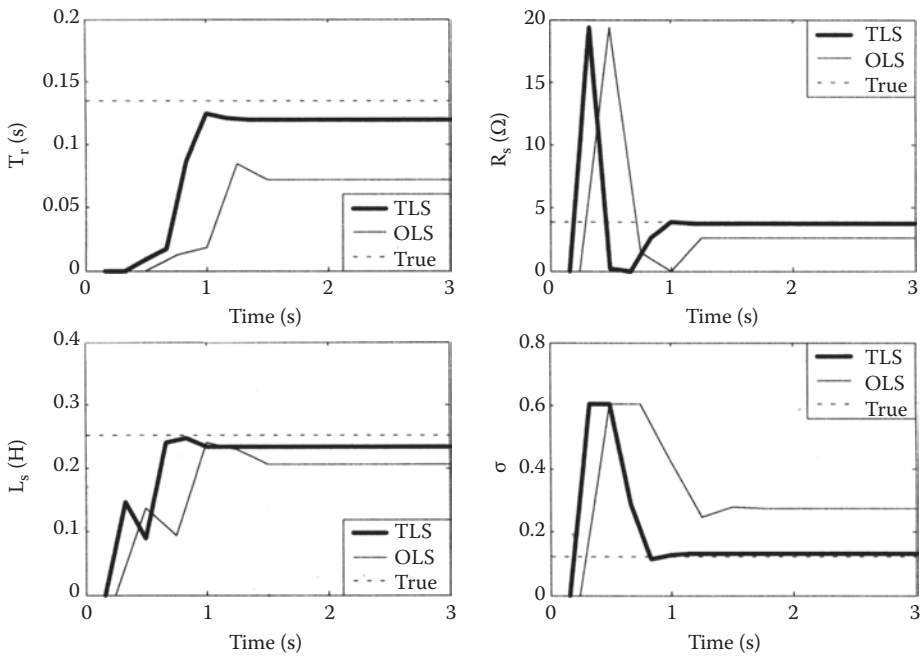 0.2
0.15
0.1
0.05
0
T_r (s)
TLS
OLS
True
0 1 2 3
Time (s)
20
15
10
5
0
R_s (Ω)
TLS
OLS
True
0 1 2 3
Time (s)
0.4
0.3
0.2
0.1
0
L_s (H)
TLS
OLS
True
0 1 2 3
Time (s)
0.8
0.6
0.4
0.2
0
σ
TLS
OLS
True
0 1 2 3
Time (s)